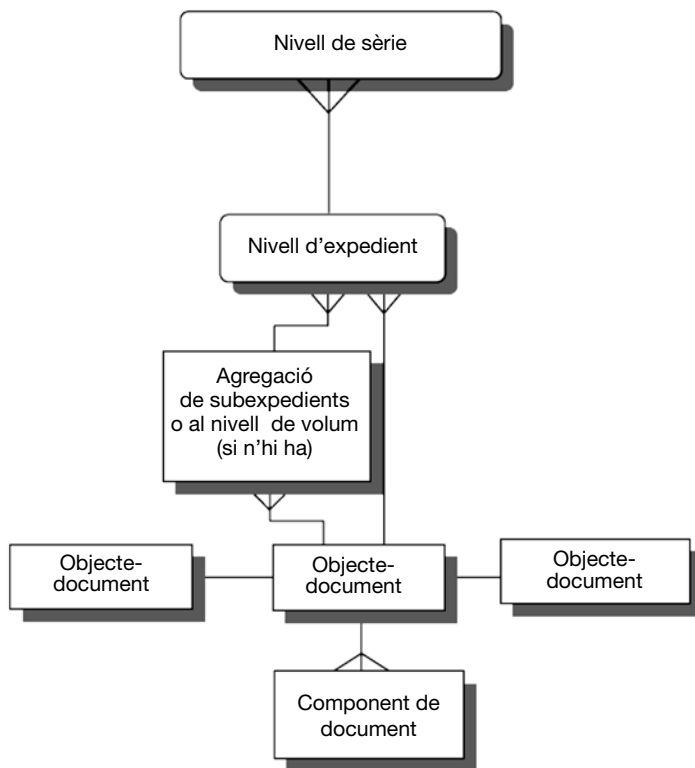 Nivell de sèrie
Nivell d’expedient
Agregació
de subexpedients
o al nivell de volum
(si n’hi ha)
Objecte-
document
Objecte-
document
Objecte-
document
Component de
document